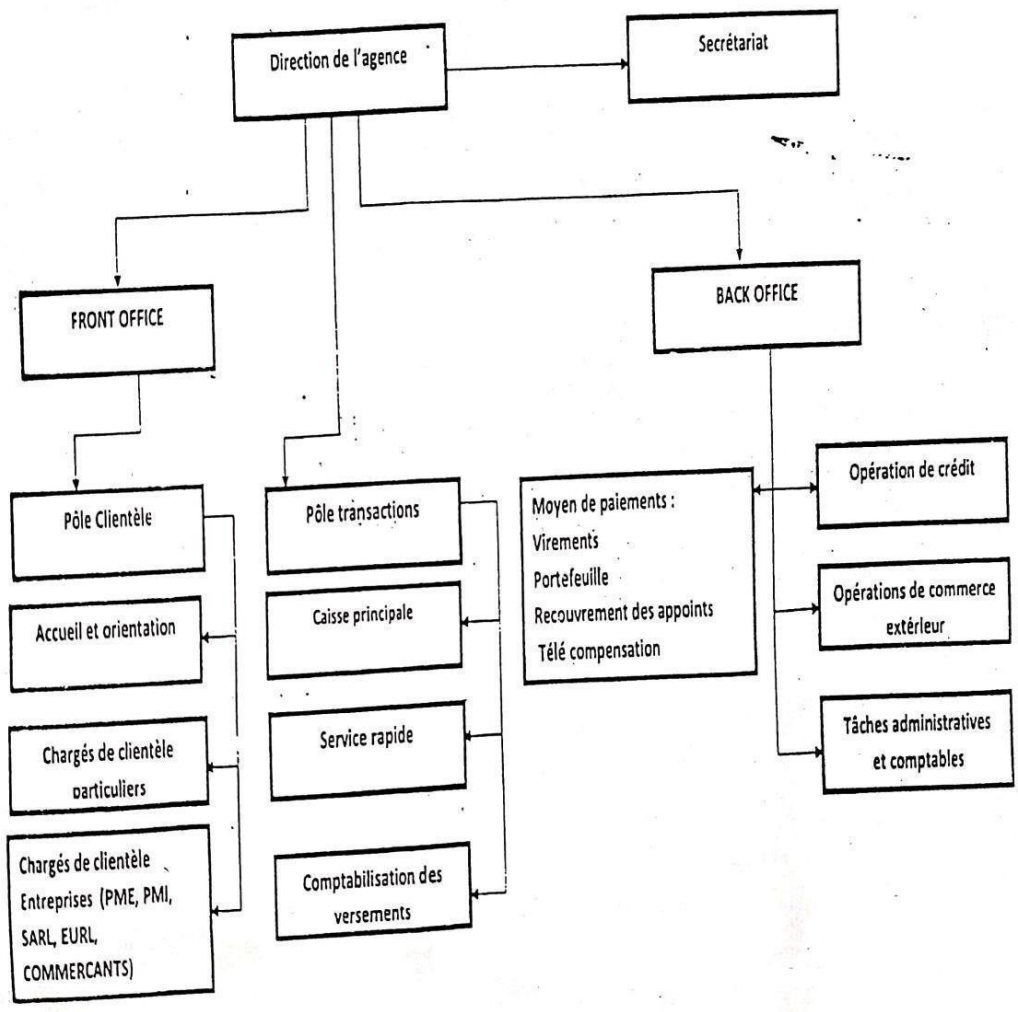 Direction de l'agence
Secrétariat
FRONT OFFICE
BACK OFFICE
Pôle Clientèle
Accueil et orientation
Chargés de clientèle
particuliers
Chargés de clientèle
Entreprises (PME, PMI,
SARL, EURL,
COMMERCANTS)
Pôle transactions
Caisse principale
Service rapide
Comptabilisation des
versements
Moyen de paiements :
Virements
Portefeuille
Recouvrement des appoints
Télé compensation
Opération de crédit
Opérations de commerce
extérieur
Tâches administratives
et comptables